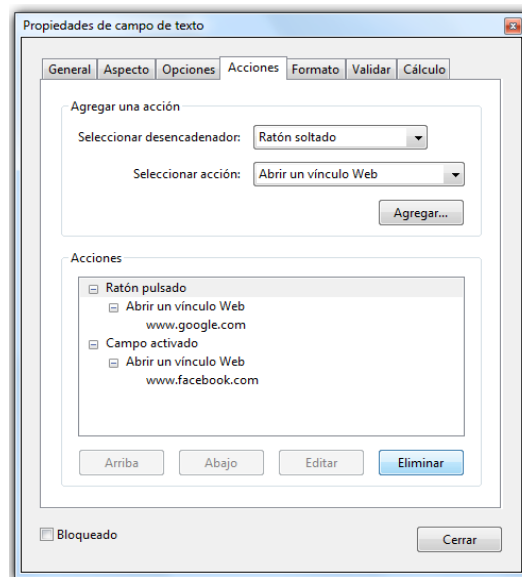 Propiedades de campo de texto
General Aspecto Opciones Acciones Formato Validar Cálculo
Agregar una acción
Seleccionar desencadenador: Ratón soltado
Seleccionar acción: Abrir un vínculo Web
Agregar...
Acciones
Ratón pulsado
Abrir un vínculo Web
www.google.com
Campo activado
Abrir un vínculo Web
www.facebook.com
Arriba Abajo Editar Eliminar
Bloqueado
Cerrar